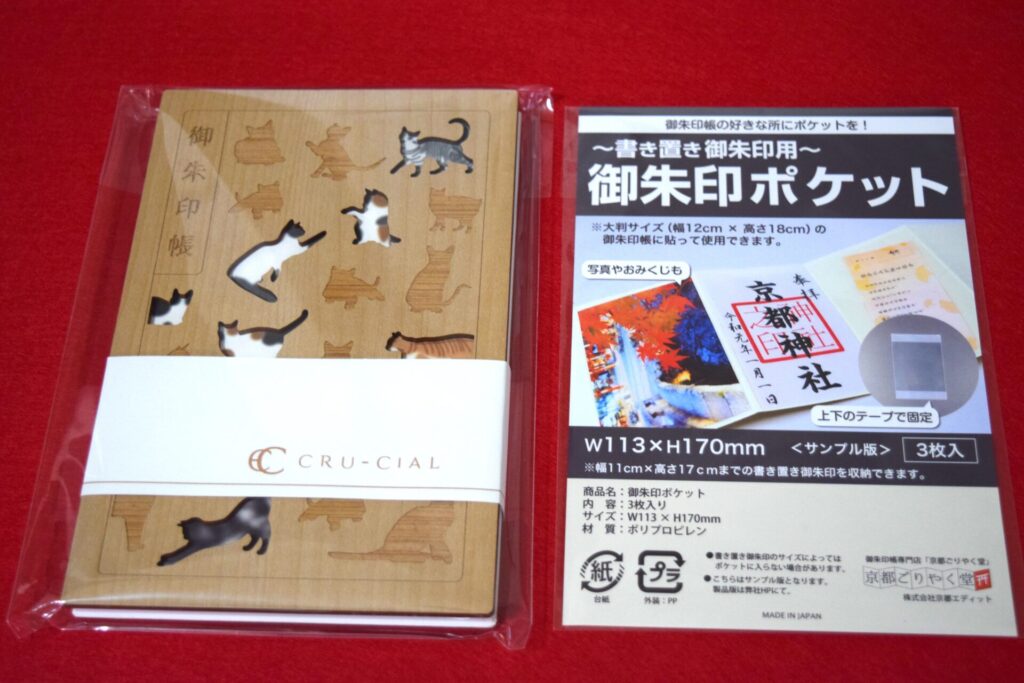 御朱印帳
CRU-CIAL
御朱印帳の好きな所にポケットを！
～書き置き御朱印用～
御朱印ポケット
※大判サイズ（幅12cm × 高さ18cm）の
御朱印帳に貼って使用できます。
写真やおみくじも
奉拝
京都神社
神社之印
令和元年一月一日
上下のテープで固定
W113×H170mm ＜サンプル版＞ 3枚入
※幅11cm×高さ17cmまでの書き置き御朱印を収納できます。
商品名：御朱印ポケット
内　容：3枚入り
サイズ：W113 × H170mm
材　質：ポリプロピレン
紙
台紙
プラ
外装：PP
●書き置き御朱印のサイズによっては
ポケットに入らない場合があります。
●こちらはサンプル版となります。
製品版は弊社HPにて。
御朱印帳専門店「京都ごりやく堂」
京都ごりやく堂
株式会社京都エディット
MADE IN JAPAN